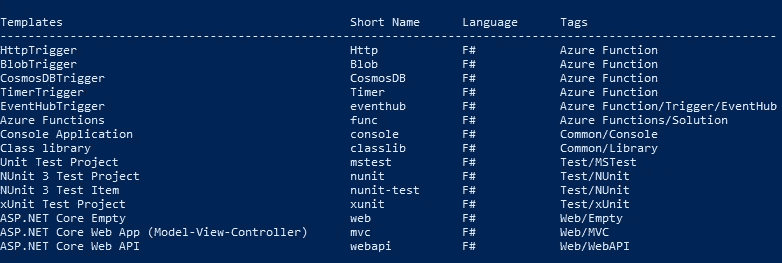 Templates Short Name Language Tags
----------------------------------------------------------------------------------------------------------------
HttpTrigger Http F# Azure Function
BlobTrigger Blob F# Azure Function
CosmosDBTrigger CosmosDB F# Azure Function
TimerTrigger Timer F# Azure Function
EventHubTrigger eventhub F# Azure Function/Trigger/EventHub
Azure Functions func F# Azure Functions/Solution
Console Application console F# Common/Console
Class library classlib F# Common/Library
Unit Test Project mstest F# Test/MSTest
NUnit 3 Test Project nunit F# Test/NUnit
NUnit 3 Test Item nunit-test F# Test/NUnit
xUnit Test Project xunit F# Test/xUnit
ASP.NET Core Empty web F# Web/Empty
ASP.NET Core Web App (Model-View-Controller) mvc F# Web/MVC
ASP.NET Core Web API webapi F# Web/WebAPI